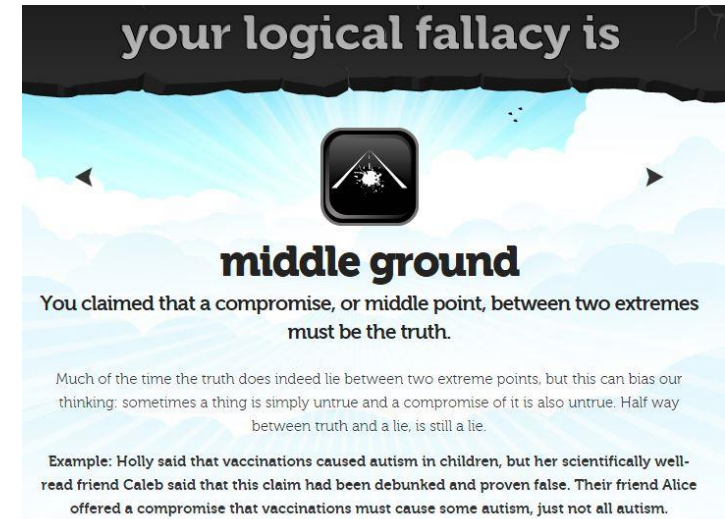 your logical fallacy is
middle ground
You claimed that a compromise, or middle point, between two extremes
must be the truth.
Much of the time the truth does indeed lie between two extreme points, but this can bias our
thinking: sometimes a thing is simply untrue and a compromise of it is also untrue. Half way
between truth and a lie, is still a lie.
Example: Holly said that vaccinations caused autism in children, but her scientifically well-
read friend Caleb said that this claim had been debunked and proven false. Their friend Alice
offered a compromise that vaccinations must cause some autism, just not all autism.